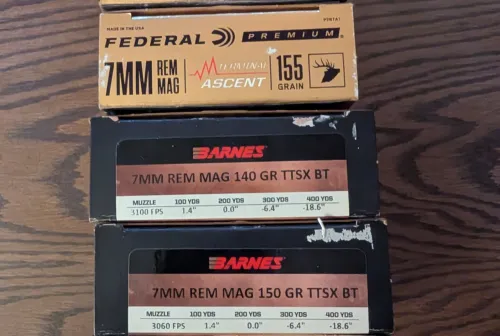 MADE IN THE USA
P7RTA1
FEDERAL PREMIUM
7MM REM MAG
TERMINAL ASCENT
155 GRAIN
BARNES
7MM REM MAG 140 GR TTSX BT
MUZZLE 100 YDS 200 YDS 300 YDS 400 YDS
3100 FPS 1.4" 0.0" -6.4" -18.6"
BARNES
7MM REM MAG 150 GR TTSX BT
MUZZLE 100 YDS 200 YDS 300 YDS 400 YDS
3060 FPS 1.4" 0.0" -6.4" -18.6"